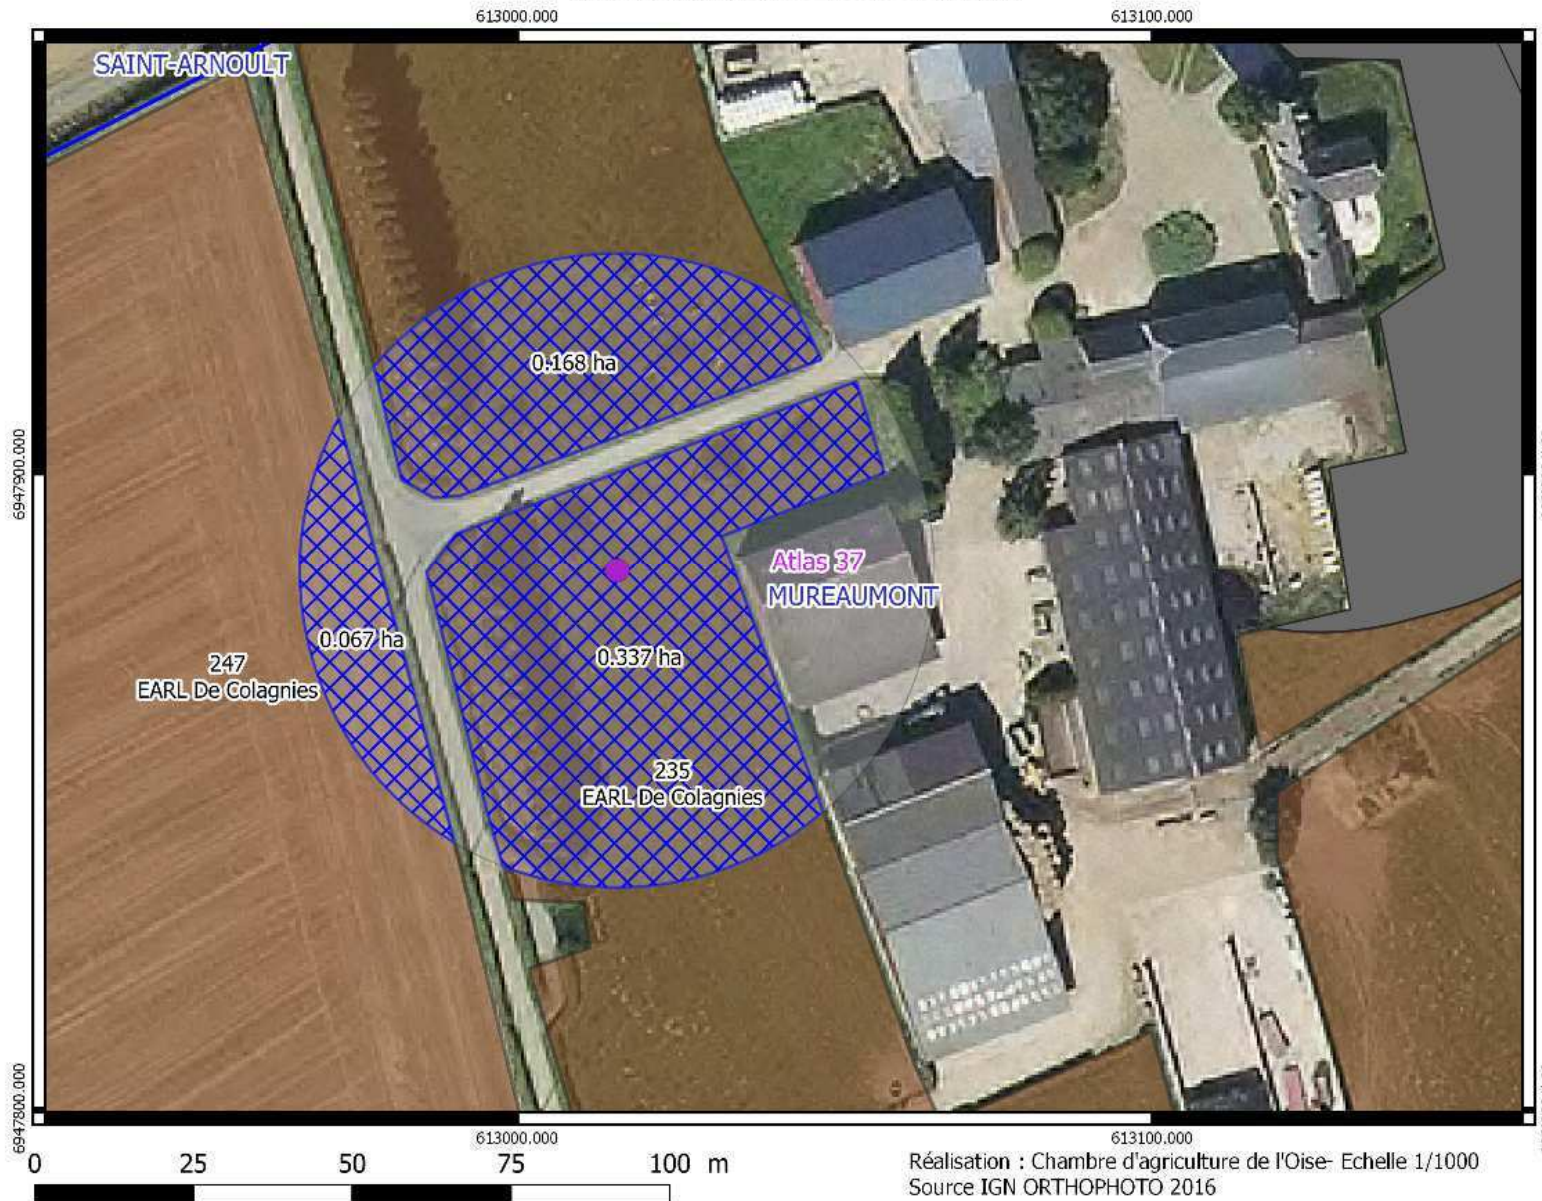 613000.000
613100.000
SAINT-ARNOULT
0.168 ha
6947900.000
Atlas 37
MUREAUMONT
0.067 ha
0.337 ha
247
EARL De Colagnies
235
EARL De Colagnies
6947800.000
613000.000
613100.000
0 25 50 75 100 m
Réalisation : Chambre d'agriculture de l'Oise- Echelle 1/1000
Source IGN ORTHOPHOTO 2016